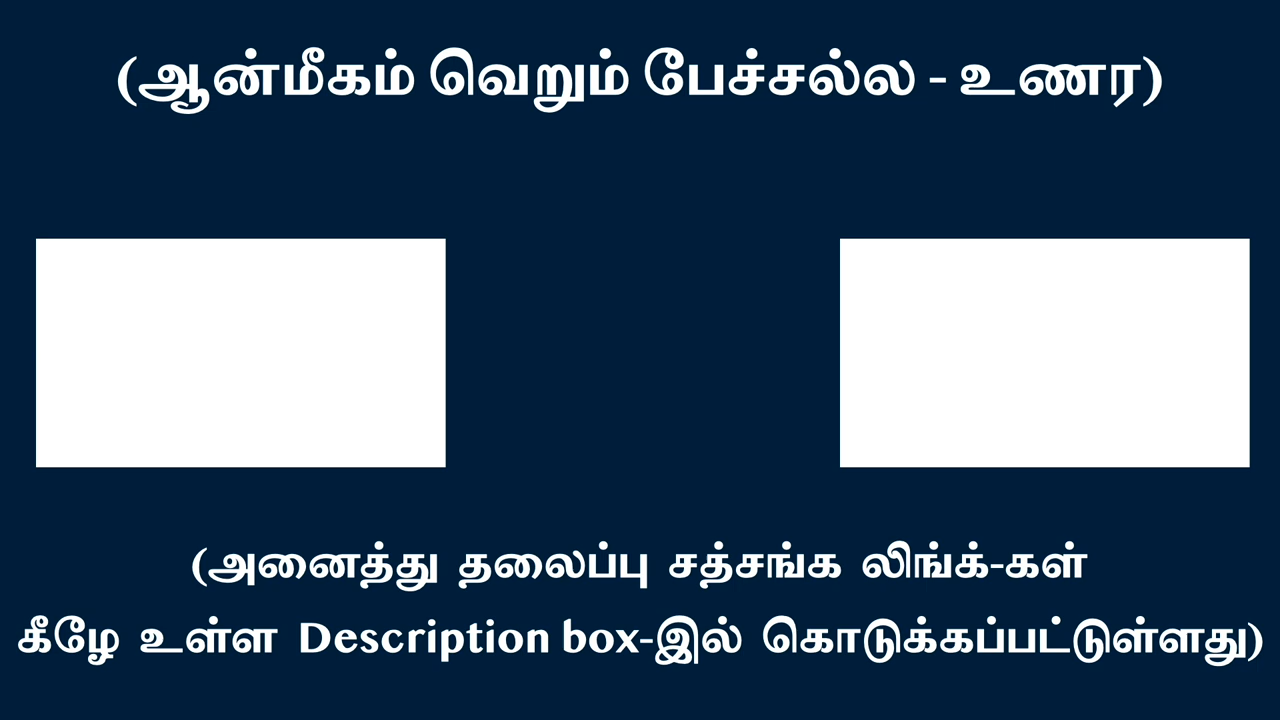 (ஆன்மீகம் வெறும் பேச்சல்ல - உணர)
(அனைத்து தலைப்பு சத்சங்க லிங்க்-கள்
கீழே உள்ள Description box-இல் கொடுக்கப்பட்டுள்ளது)